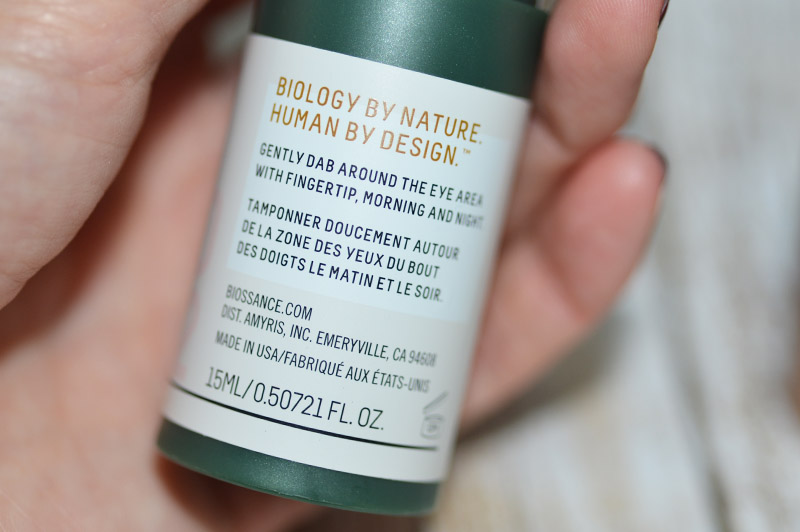 BIOLOGY BY NATURE.
HUMAN BY DESIGN.™
GENTLY DAB AROUND THE EYE AREA
WITH FINGERTIP, MORNING AND NIGHT.
TAMPONNER DOUCEMENT AUTOUR
DE LA ZONE DES YEUX DU BOUT
DES DOIGTS LE MATIN ET LE SOIR.
BIOSSANCE.COM
DIST. AMYRIS, INC. EMERYVILLE, CA 94608
MADE IN USA/FABRIQUÉ AUX ÉTATS-UNIS
15ML/0.50721 FL. OZ.